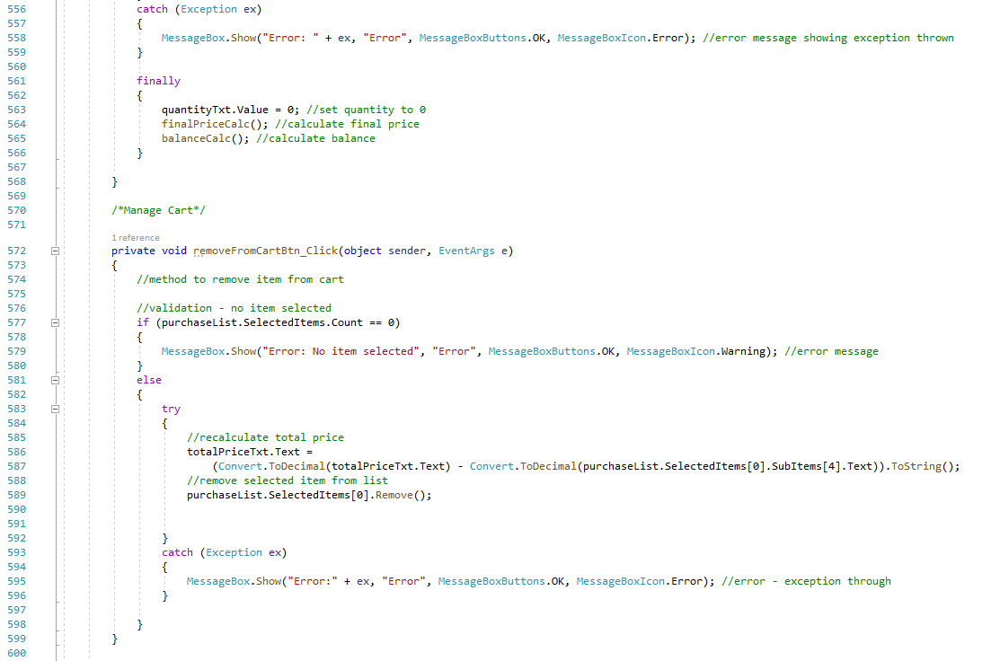 556 catch (Exception ex)
557 {
558 MessageBox.Show("Error: " + ex, "Error", MessageBoxButtons.OK, MessageBoxIcon.Error); //error message showing exception thrown
559 }
560
561 finally
562 {
563 quantityTxt.Value = 0; //set quantity to 0
564 finalPriceCalc(); //calculate final price
565 balanceCalc(); //calculate balance
566 }
567
568 }
569
570 /*Manage Cart*/
571
1 reference
572 private void removeFromCartBtn_Click(object sender, EventArgs e)
573 {
574 //method to remove item from cart
575
576 //validation - no item selected
577 if (purchaseList.SelectedItems.Count == 0)
578 {
579 MessageBox.Show("Error: No item selected", "Error", MessageBoxButtons.OK, MessageBoxIcon.Warning); //error message
580 }
581 else
582 {
583 try
584 {
585 //recalculate total price
586 totalPriceTxt.Text =
587 (Convert.ToDecimal(totalPriceTxt.Text) - Convert.ToDecimal(purchaseList.SelectedItems[0].SubItems[4].Text)).ToString();
588 //remove selected item from list
589 purchaseList.SelectedItems[0].Remove();
590
591
592 }
593 catch (Exception ex)
594 {
595 MessageBox.Show("Error:" + ex, "Error", MessageBoxButtons.OK, MessageBoxIcon.Error); //error - exception through
596 }
597
598 }
599 }
600